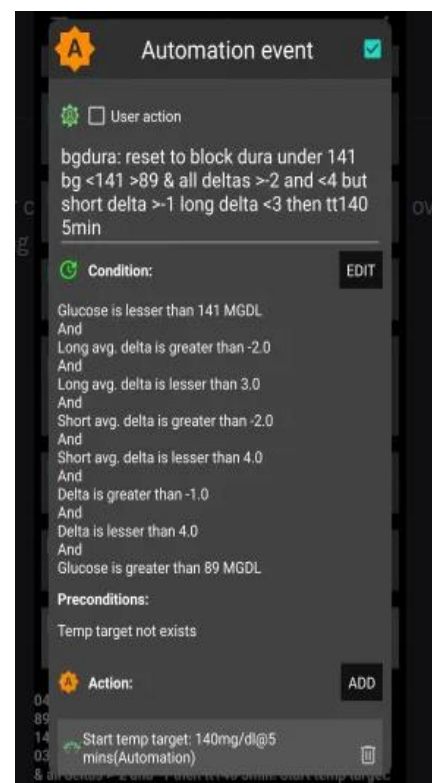 Automation event
User action
bgdura: reset to block dura under 141
bg <141 >89 & all deltas >-2 and <4 but
short delta >-1 long delta <3 then tt140
5min
Condition:
EDIT
Glucose is lesser than 141 MGDL
And
Long avg. delta is greater than -2.0
And
Long avg. delta is lesser than 3.0
And
Short avg. delta is greater than -2.0
And
Short avg. delta is lesser than 4.0
And
Delta is greater than -1.0
And
Delta is lesser than 4.0
And
Glucose is greater than 89 MGDL
Preconditions:
Temp target not exists
Action:
ADD
Start temp target: 140mg/dl@5
mins(Automation)